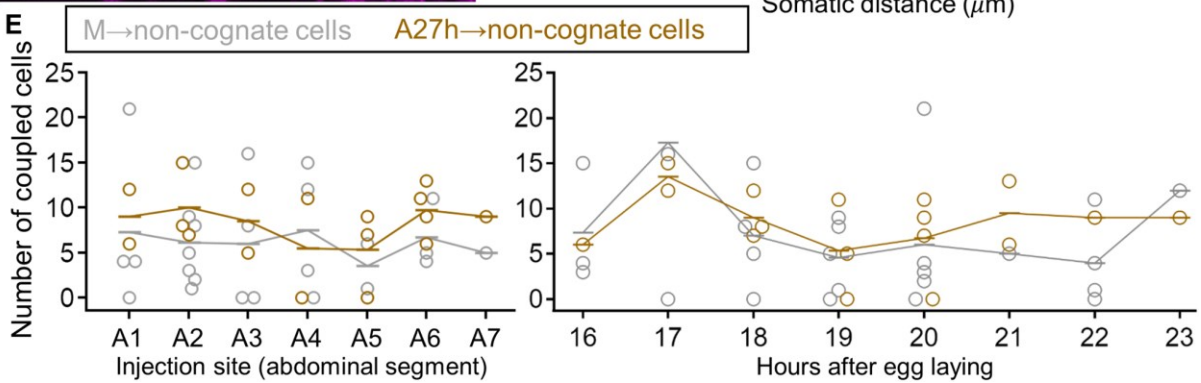 Somatic distance (μm)
E
M→non-cognate cells A27h→non-cognate cells
Number of coupled cells
25
20
15
10
5
0
A1 A2 A3 A4 A5 A6 A7
Injection site (abdominal segment)
25
20
15
10
5
0
16 17 18 19 20 21 22 23
Hours after egg laying